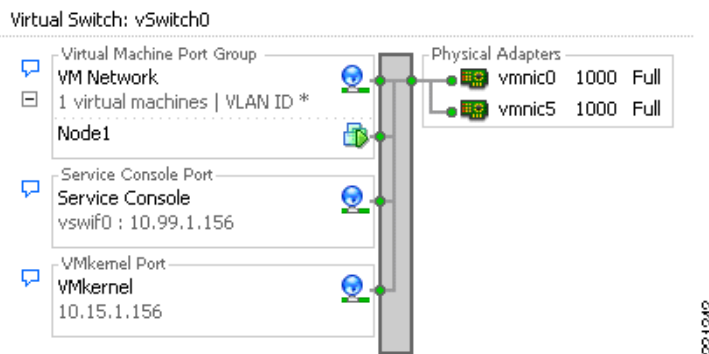 Virtual Switch: vSwitch0
Virtual Machine Port Group
VM Network
1 virtual machines | VLAN ID *
Node1
Service Console Port
Service Console
vswif0 : 10.99.1.156
VMkernel Port
VMkernel
10.15.1.156
Physical Adapters
vmnic0 1000 Full
vmnic5 1000 Full